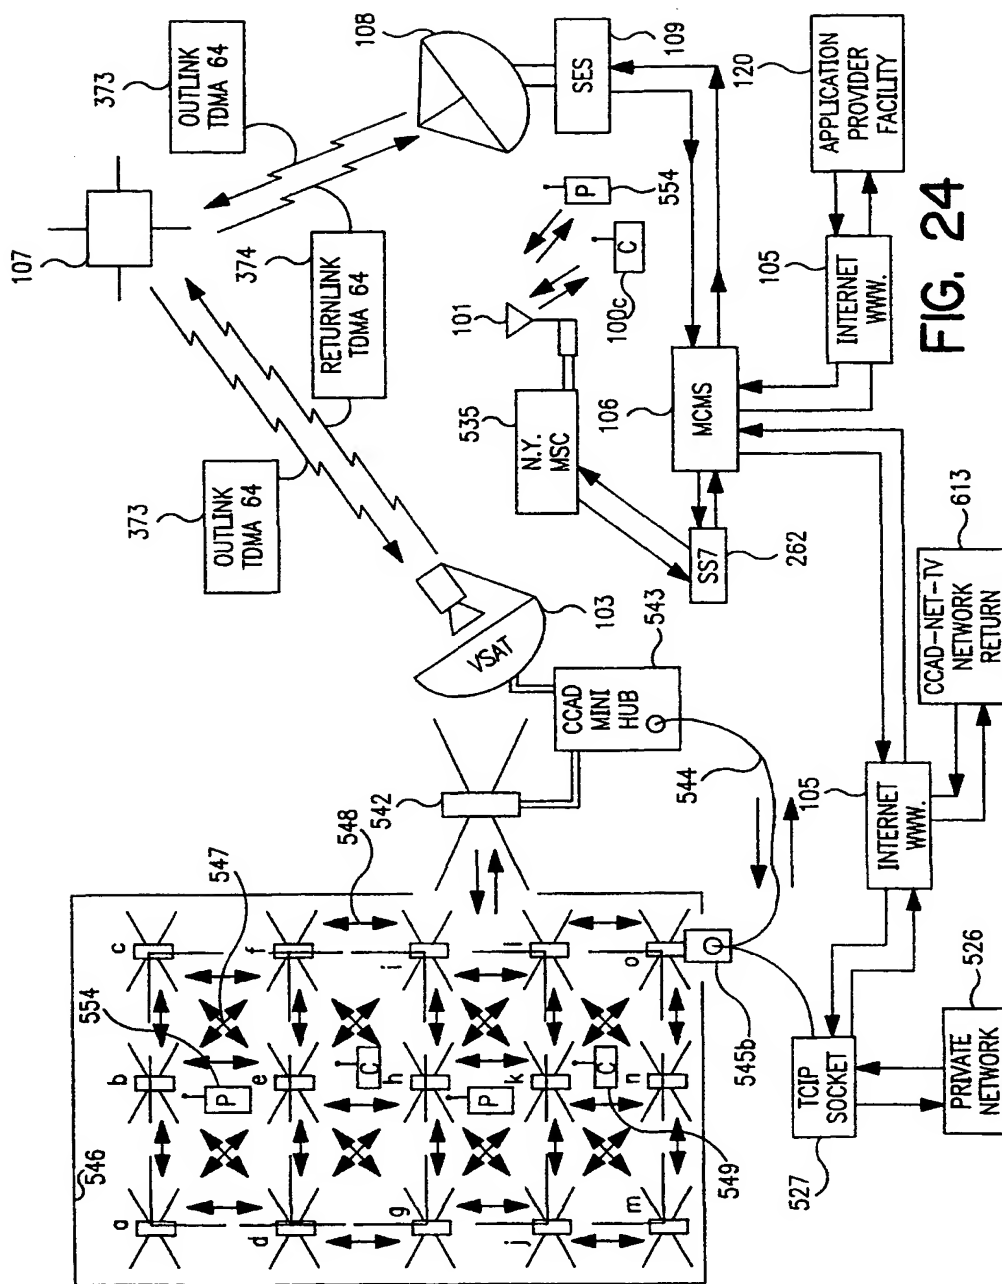 373
OUTLINK
TDMA 64
108
109
SES
107
374
RETURNLINK
TDMA 64
P
554
C
100c
101
120
APPLICATION
PROVIDER
FACILITY
105
INTERNET
WW.
FIG. 24
373
OUTLINK
TDMA 64
535
N.Y.
MSC
106
MCMS
SS7
262
VSAT
103
543
CCAD
MINI
HUB
544
542
613
CCAD-NET-TV
NETWORK
RETURN
105
INTERNET
WW.
546
554
547
548
a
b
c
d
e
f
g
h
i
j
k
l
m
n
o
P
C
P
C
549
545b
527
TCIP
SOCKET
526
PRIVATE
NETWORK